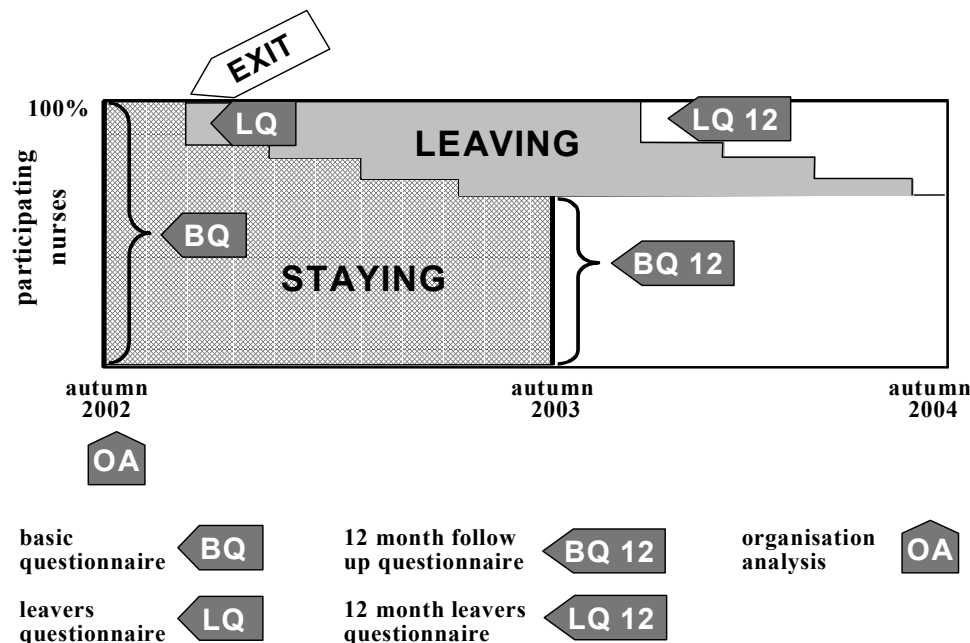 EXIT
100%
LQ
LQ 12
LEAVING
participating
nurses
BQ
BQ 12
STAYING
autumn
2002
autumn
2003
autumn
2004
OA
basic
questionnaire
BQ
12 month follow
up questionnaire
BQ 12
organisation
analysis
OA
leavers
questionnaire
LQ
12 month leavers
questionnaire
LQ 12